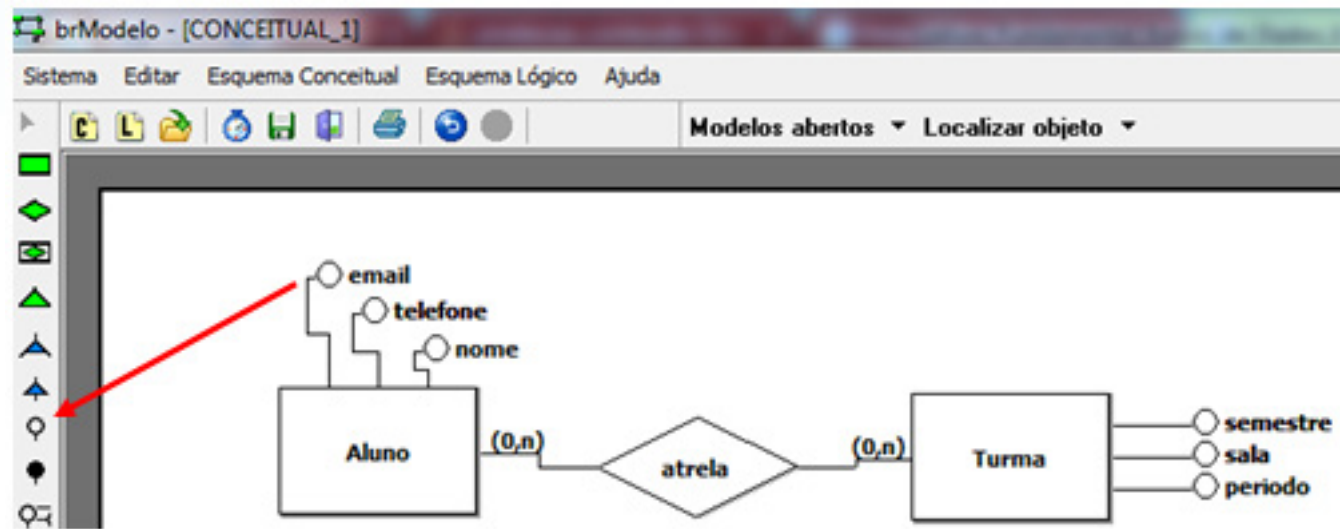 brModelo - [CONCEITUAL_1]
Sistema Editar Esquema Conceitual Esquema Lógico Ajuda
C L Modelos abertos Localizar objeto
email
telefone
nome
Aluno (0,n) atrela (0,n) Turma
semestre
sala
periodo